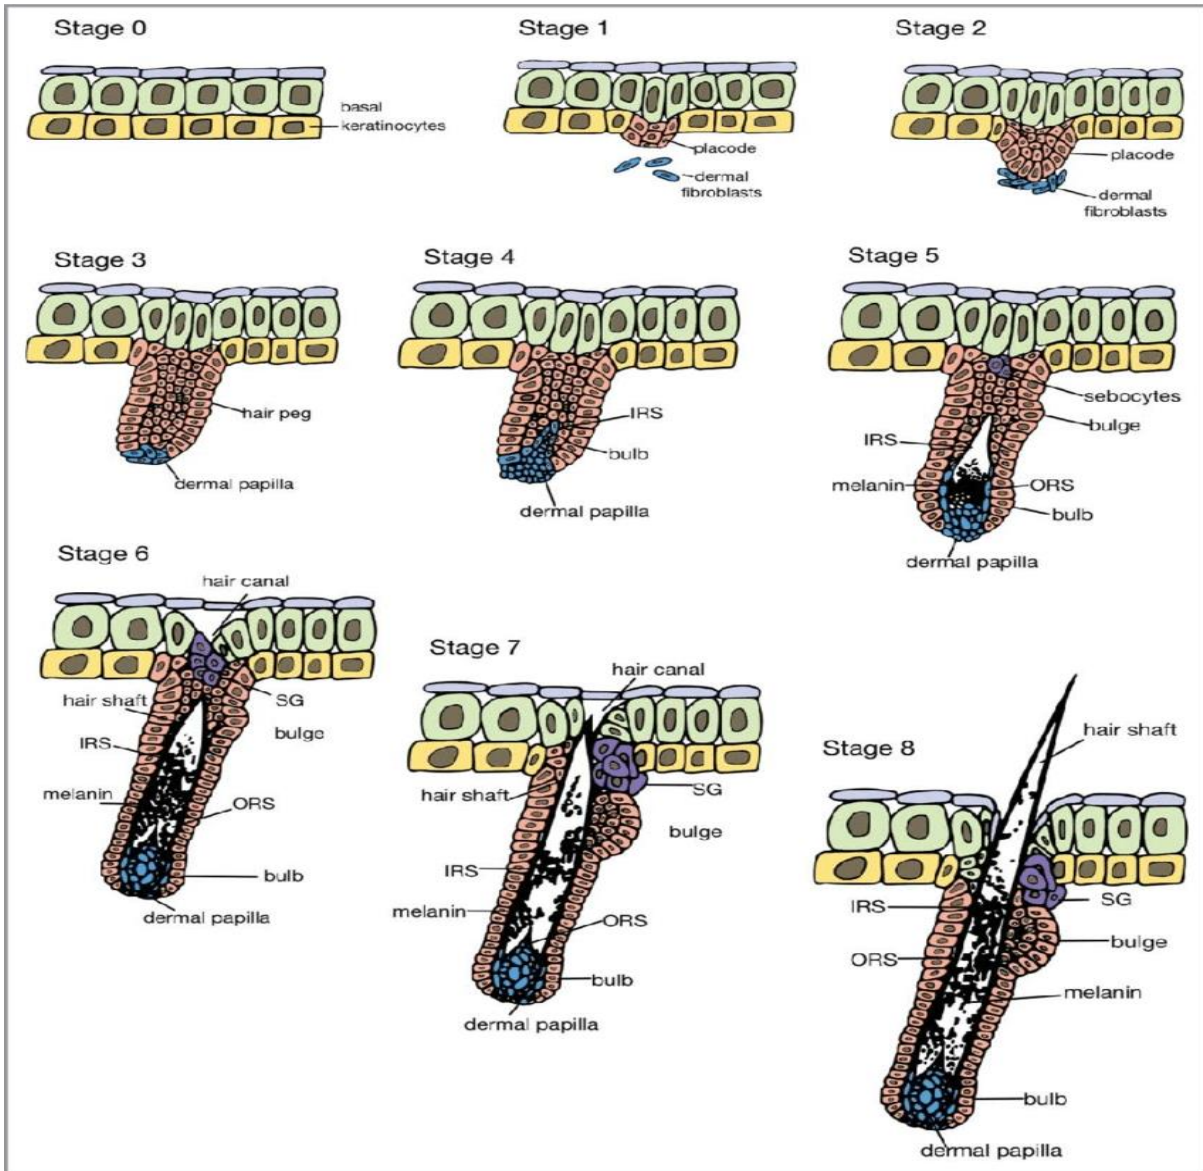 Stage 0
basal
keratinocytes
Stage 1
placode
dermal
fibroblasts
Stage 2
placode
dermal
fibroblasts
Stage 3
hair peg
dermal papilla
Stage 4
IRS
bulb
dermal papilla
Stage 5
sebocytes
bulge
IRS
melanin
ORS
bulb
dermal papilla
Stage 6
hair canal
hair shaft
SG
bulge
IRS
melanin
ORS
bulb
dermal papilla
Stage 7
hair canal
hair shaft
SG
bulge
IRS
melanin
ORS
bulb
dermal papilla
Stage 8
hair shaft
IRS
SG
bulge
ORS
melanin
bulb
dermal papilla